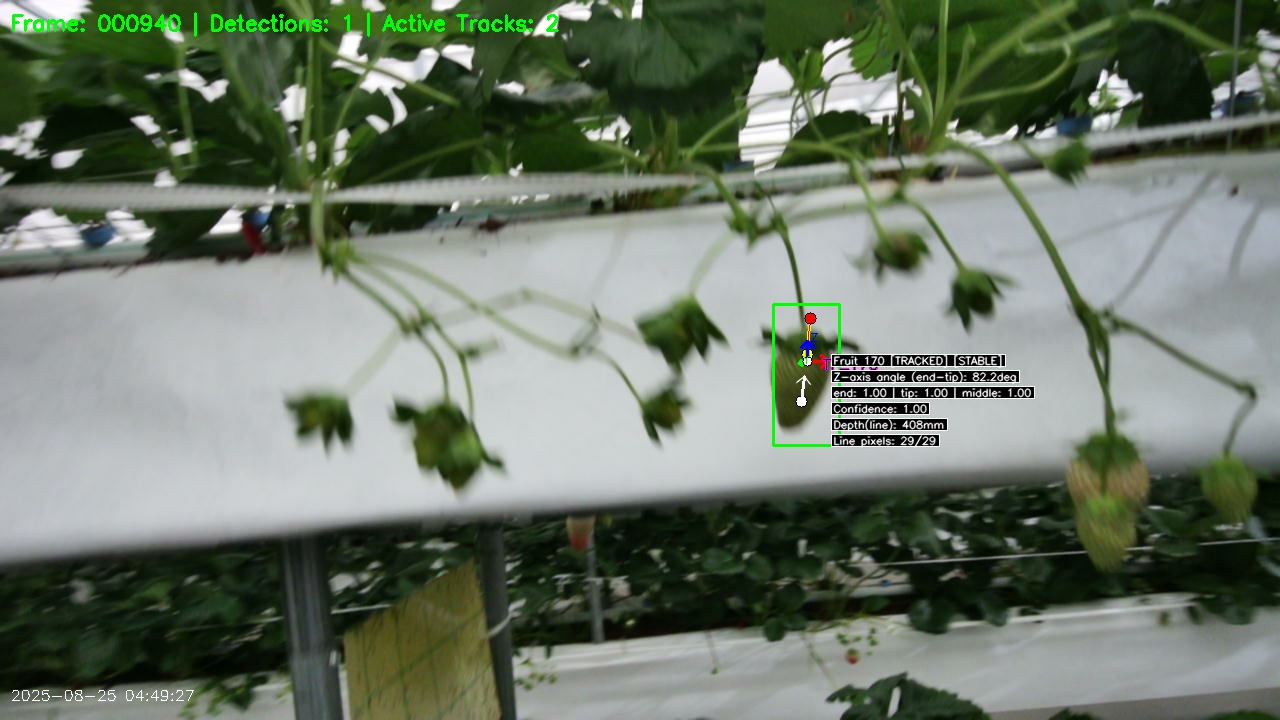 Frame: 000940 | Detections: 1 | Active Tracks: 2
Fruit 170 [TRACKED] [STABLE]
Z-axis angle (end-tip): 82.2deg
end: 1.00 | tip: 1.00 | middle: 1.00
Confidence: 1.00
Depth(line): 408mm
Line pixels: 29/29
2025-08-25 04:49:27